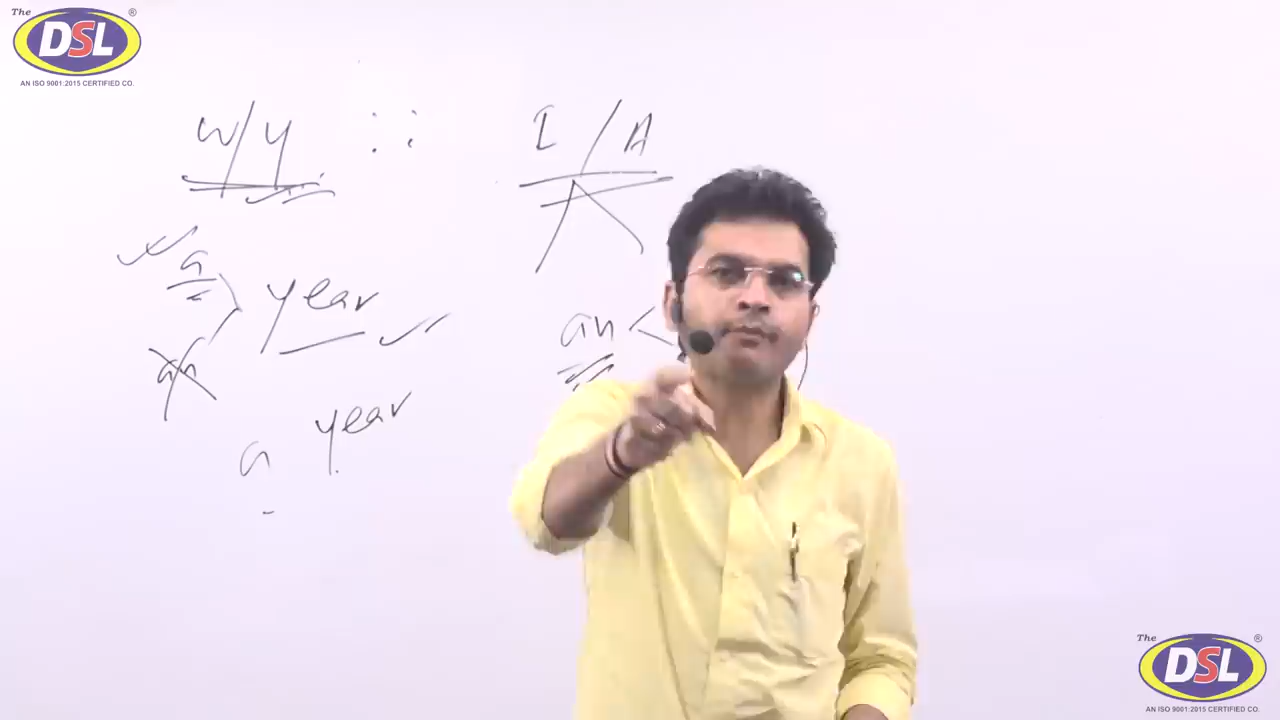 The DSL ®
AN ISO 9001:2015 CERTIFIED CO.
W/Y : : I/A
a
year
an
an <
a year
The DSL ®
AN ISO 9001:2015 CERTIFIED CO.